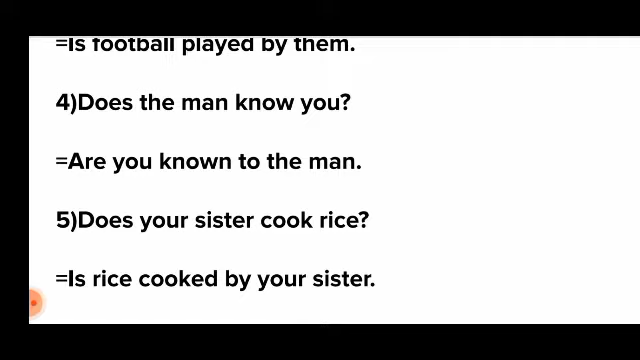 =Is football played by them.
4)Does the man know you?
=Are you known to the man.
5)Does your sister cook rice?
=Is rice cooked by your sister.